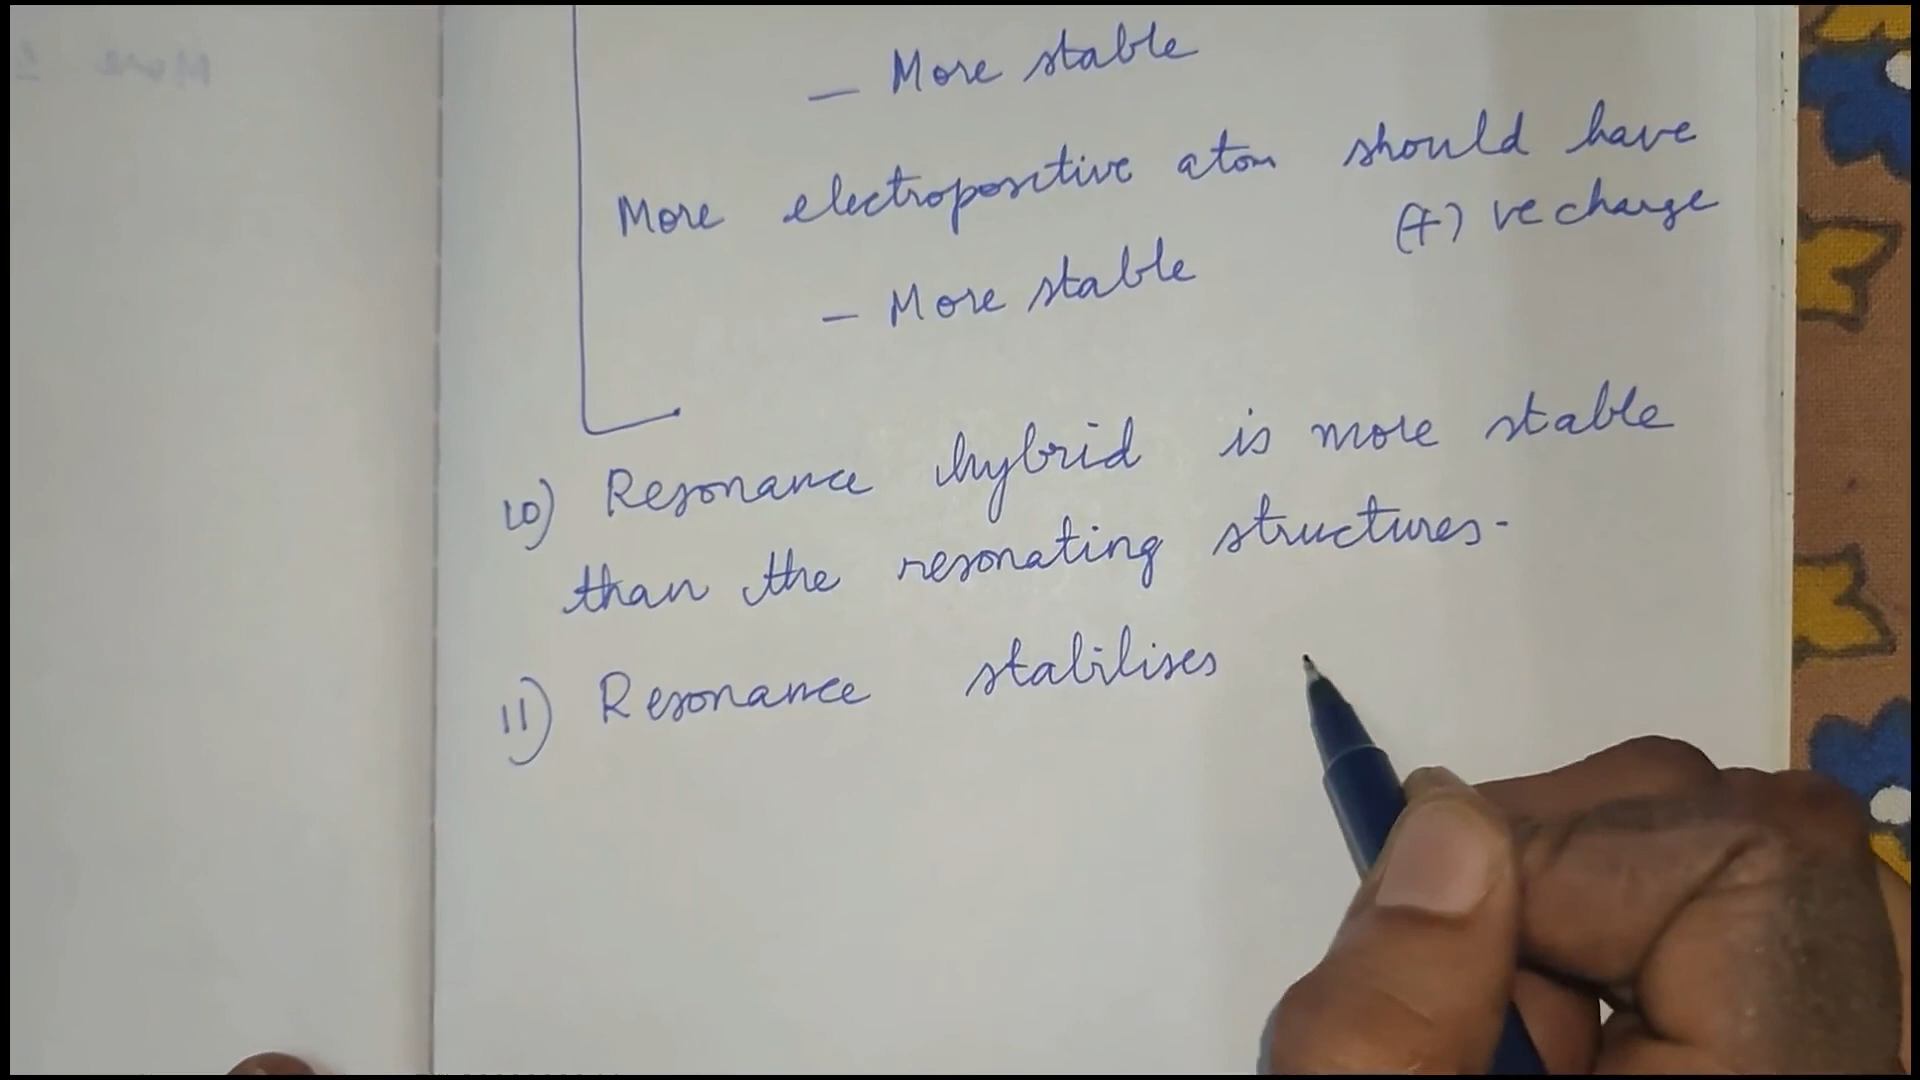 — More stable
More electropositive atom should have
(+) ve charge
— More stable
10) Resonance hybrid is more stable
than the resonating structures.
11) Resonance stabilises